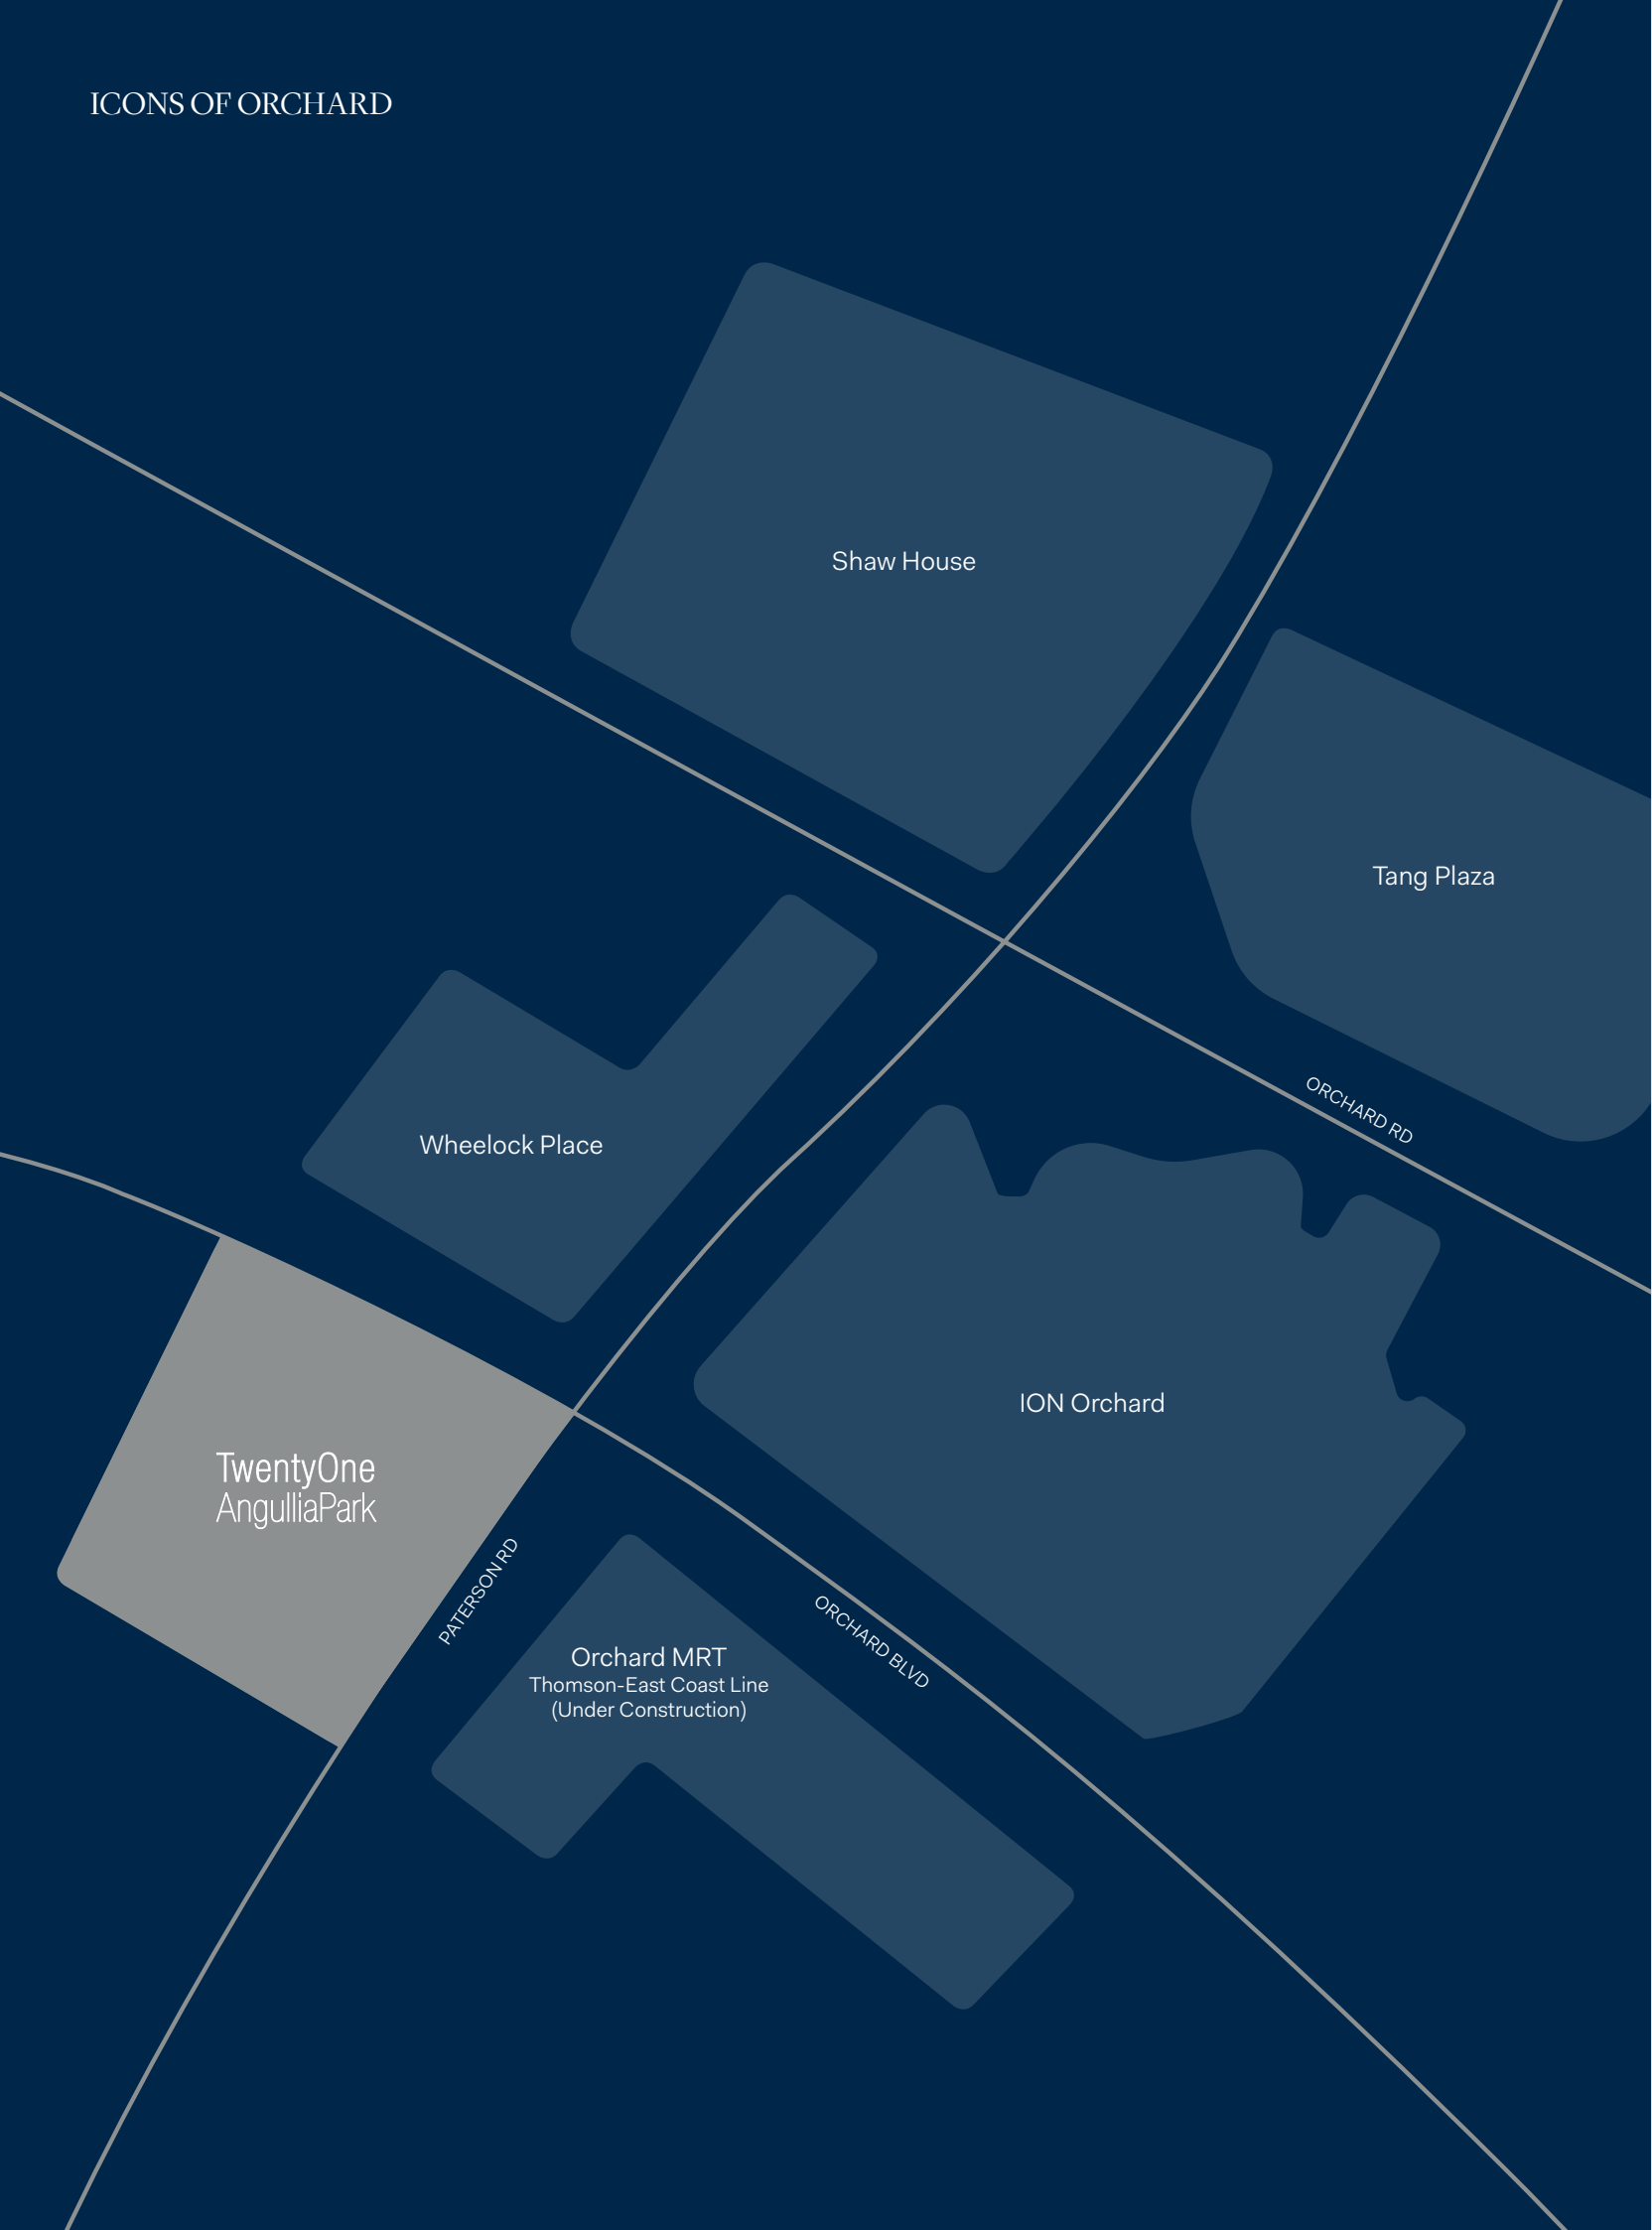 ICONS OF ORCHARD
Shaw House
Tang Plaza
ORCHARD RD
Wheelock Place
ION Orchard
TwentyOne
AngulliaPark
PATERSON RD
ORCHARD BLVD
Orchard MRT
Thomson-East Coast Line
(Under Construction)